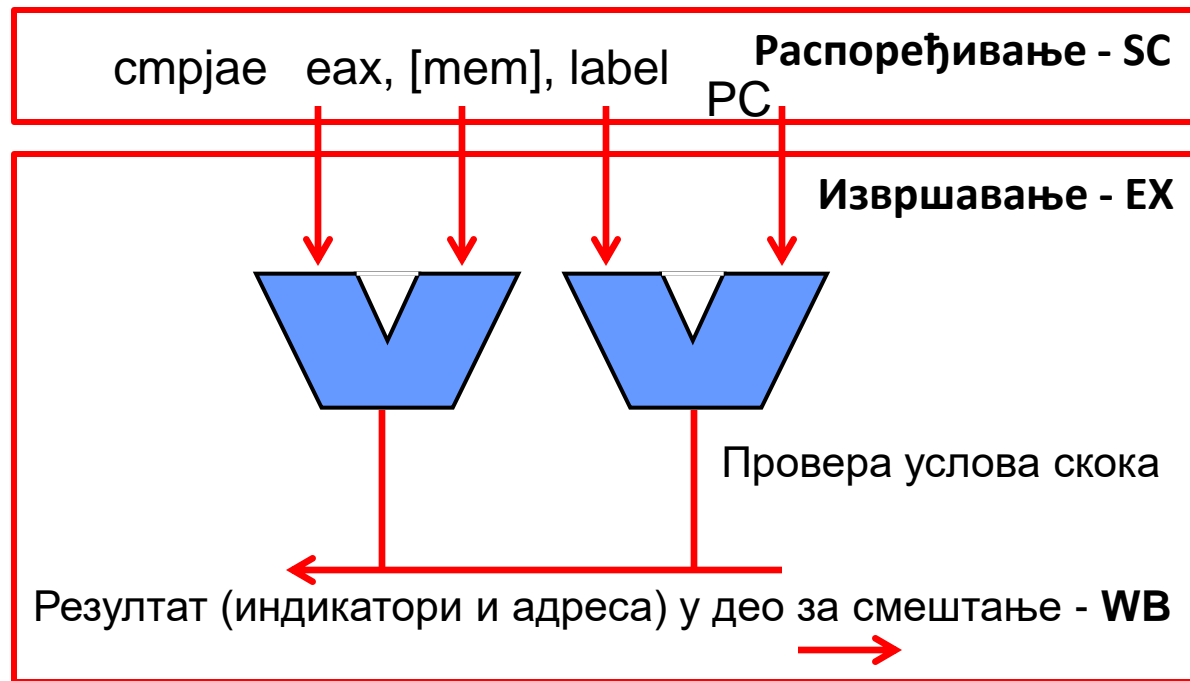 Распоређивање - SC
cmpjae eax, [mem], label
PC
Извршавање - EX
Провера услова скока
Резултат (индикатори и адреса) у део за смештање - WB